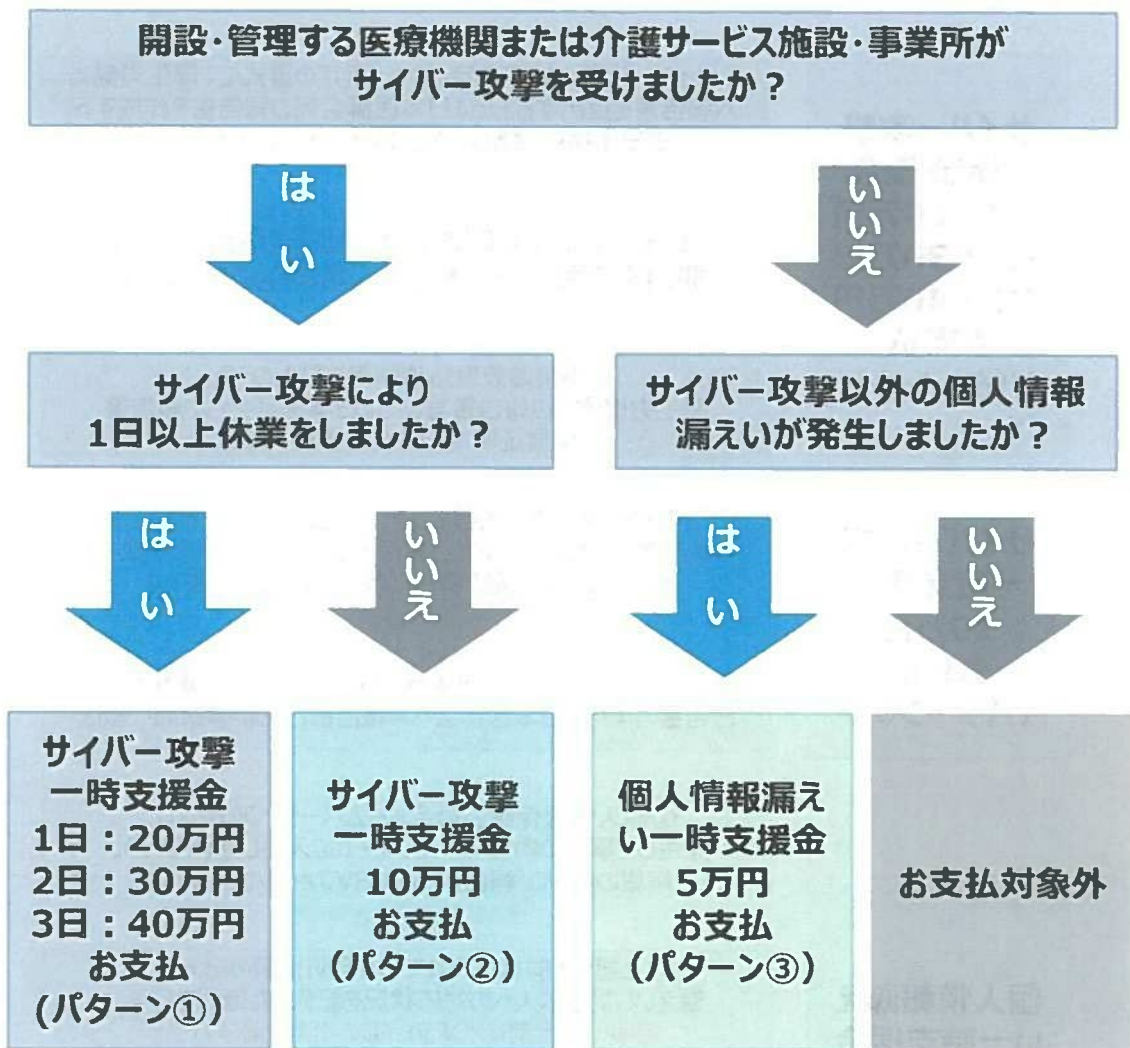 開設・管理する医療機関または介護サービス施設・事業所が
サイバー攻撃を受けましたか？
はい
いいえ
サイバー攻撃により
1日以上休業をしましたか？
サイバー攻撃以外の個人情報
漏えいが発生しましたか？
はい
いいえ
はい
いいえ
サイバー攻撃
一時支援金
1日：20万円
2日：30万円
3日：40万円
お支払
(パターン①)
サイバー攻撃
一時支援金
10万円
お支払
(パターン②)
個人情報漏え
い一時支援金
5万円
お支払
(パターン③)
お支払対象外